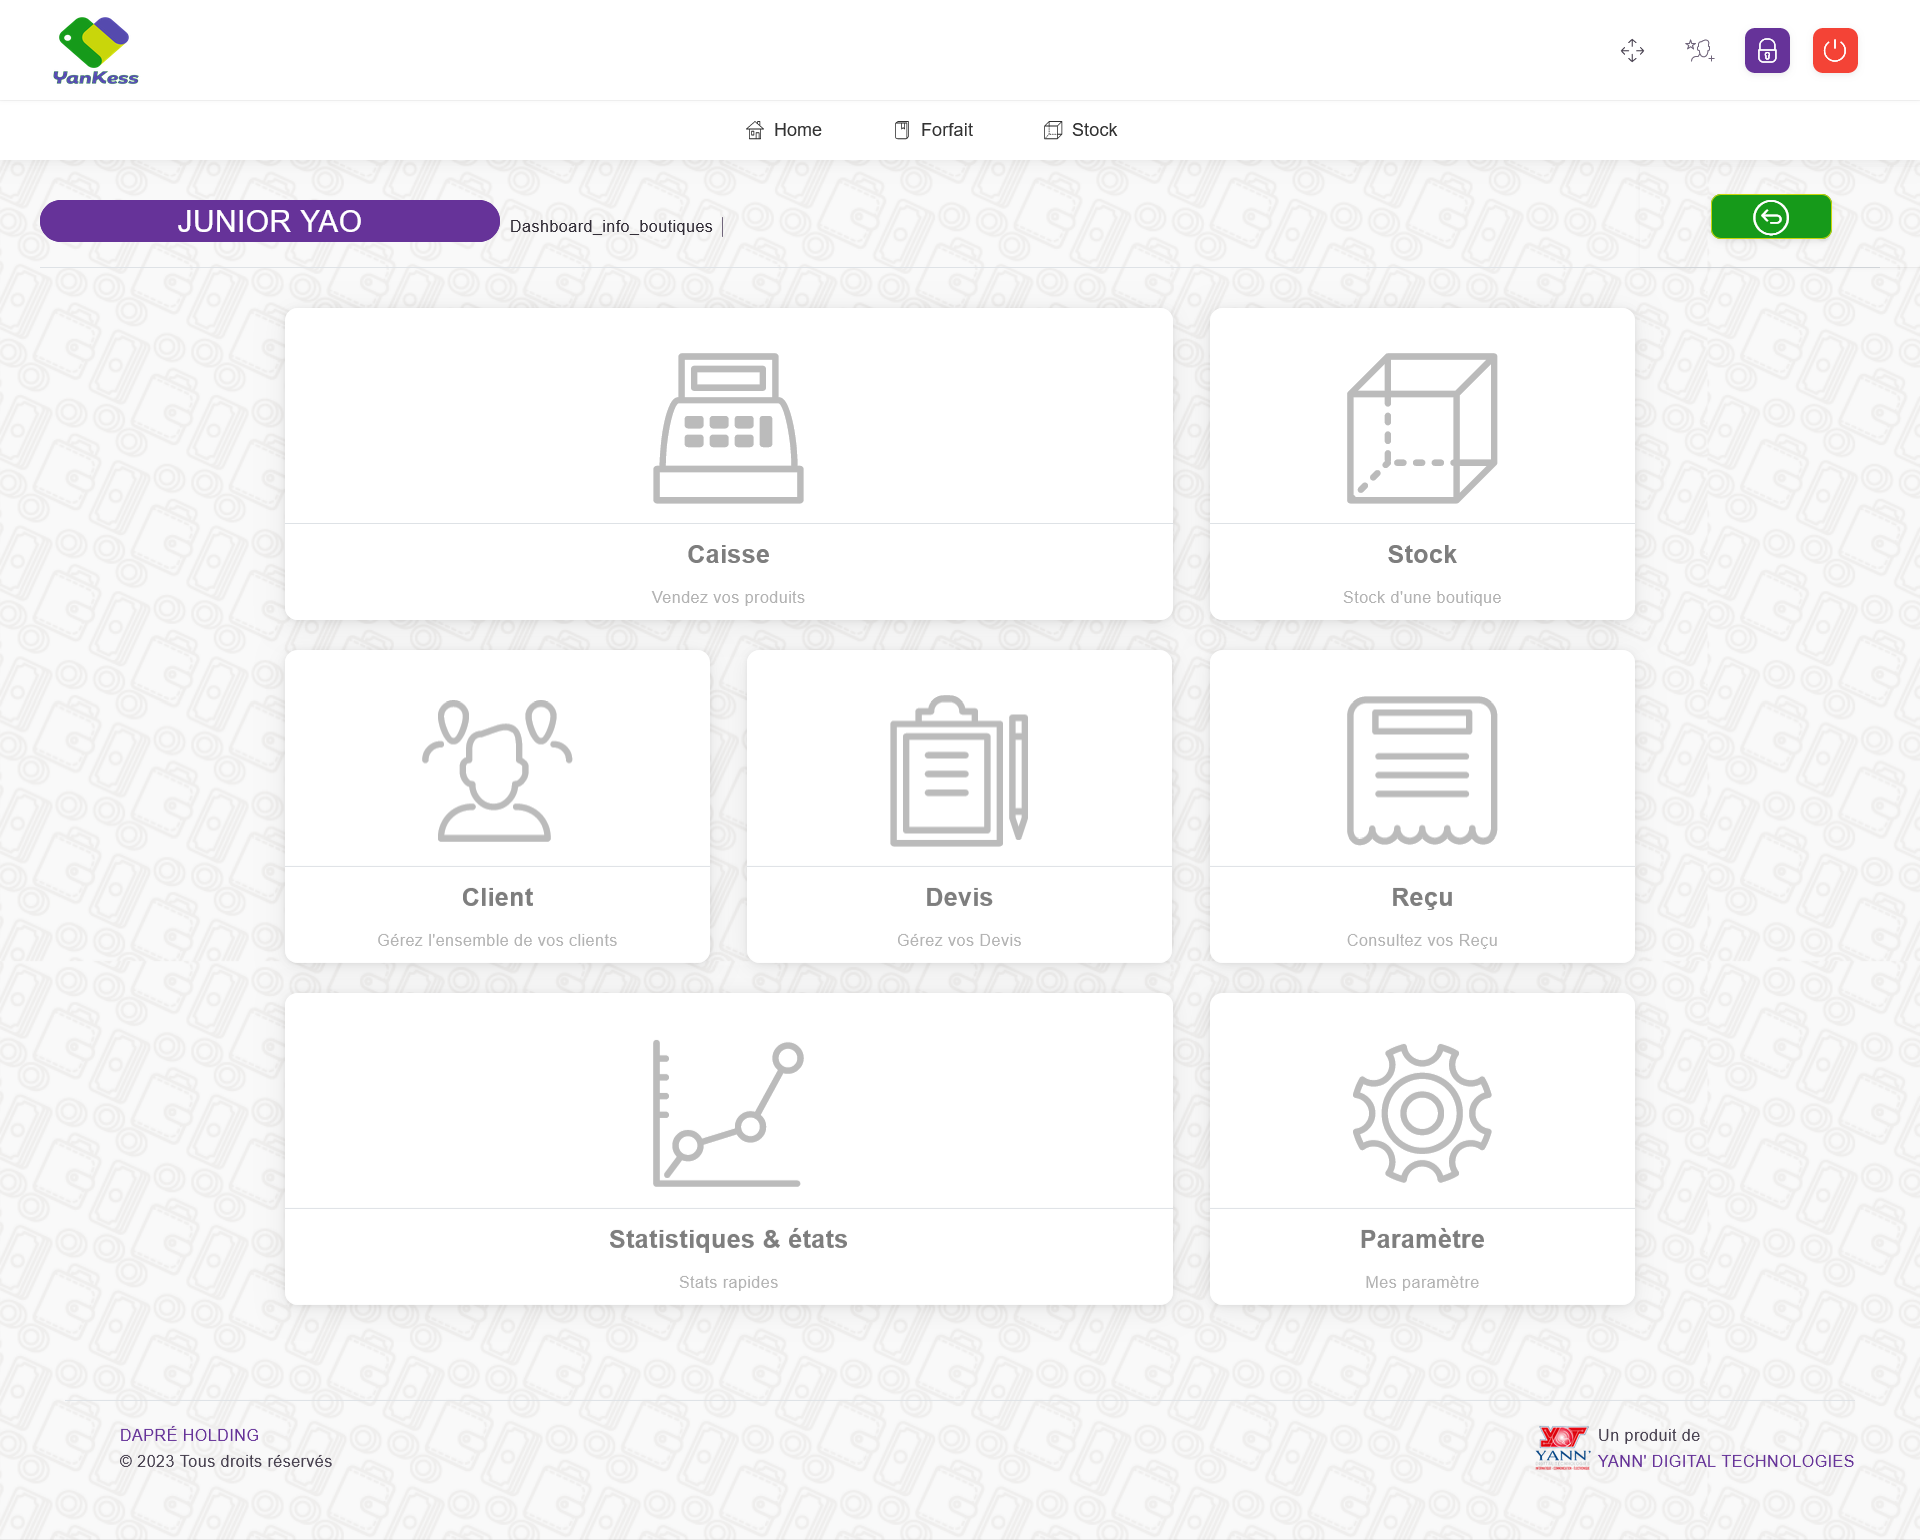 YanKess
Home
Forfait
Stock
JUNIOR YAO
Dashboard_info_boutiques
Caisse
Vendez vos produits
Stock
Stock d'une boutique
Client
Gérez l'ensemble de vos clients
Devis
Gérez vos Devis
Reçu
Consultez vos Reçu
Statistiques & états
Stats rapides
Paramètre
Mes paramètre
DAPRÉ HOLDING
© 2023 Tous droits réservés
YANN'
Un produit de
YANN' DIGITAL TECHNOLOGIES